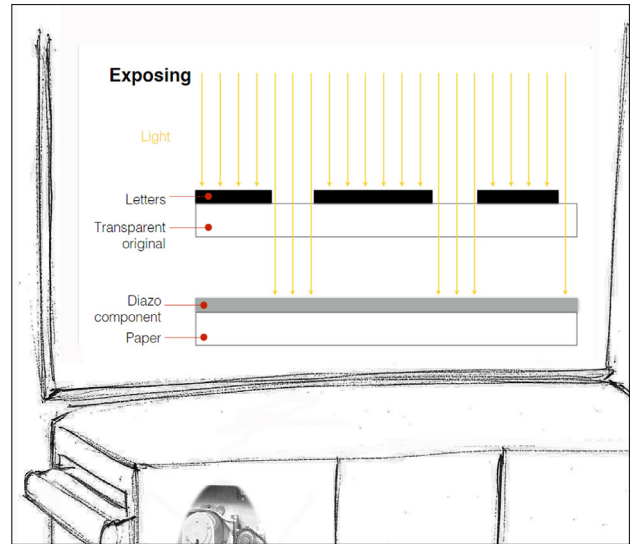 Exposing
Light
Letters
Transparent
original
Diazo
component
Paper